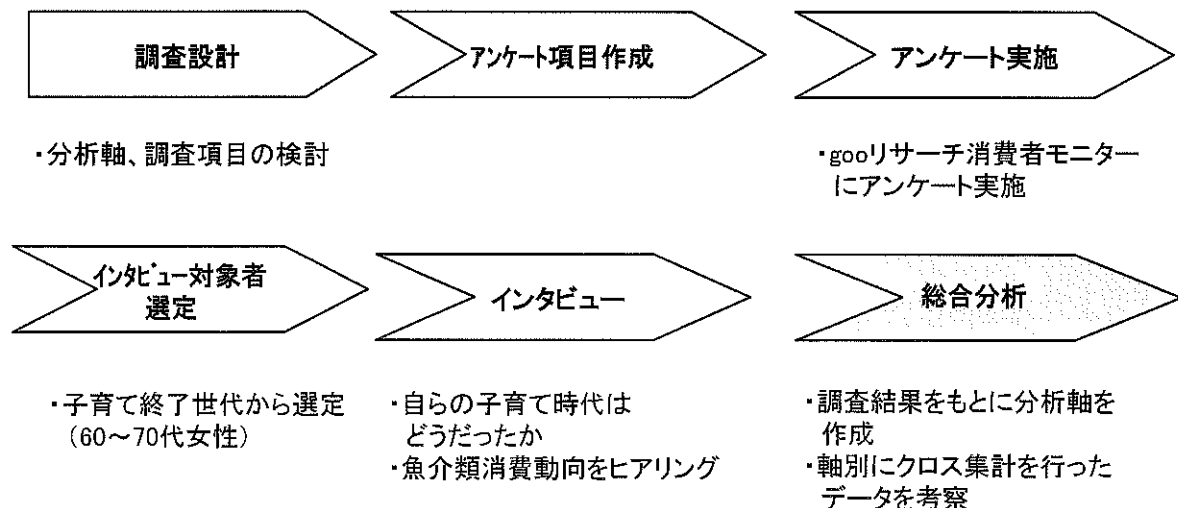 調査設計
アンケート項目作成
アンケート実施
・分析軸、調査項目の検討
・gooリサーチ消費者モニター
にアンケート実施
インタビュー対象者
選定
インタビュー
総合分析
・子育て終了世代から選定
（60～70代女性）
・自らの子育て時代は
どうだったか
・魚介類消費動向をヒアリング
・調査結果をもとに分析軸を
作成
・軸別にクロス集計を行った
データを考察